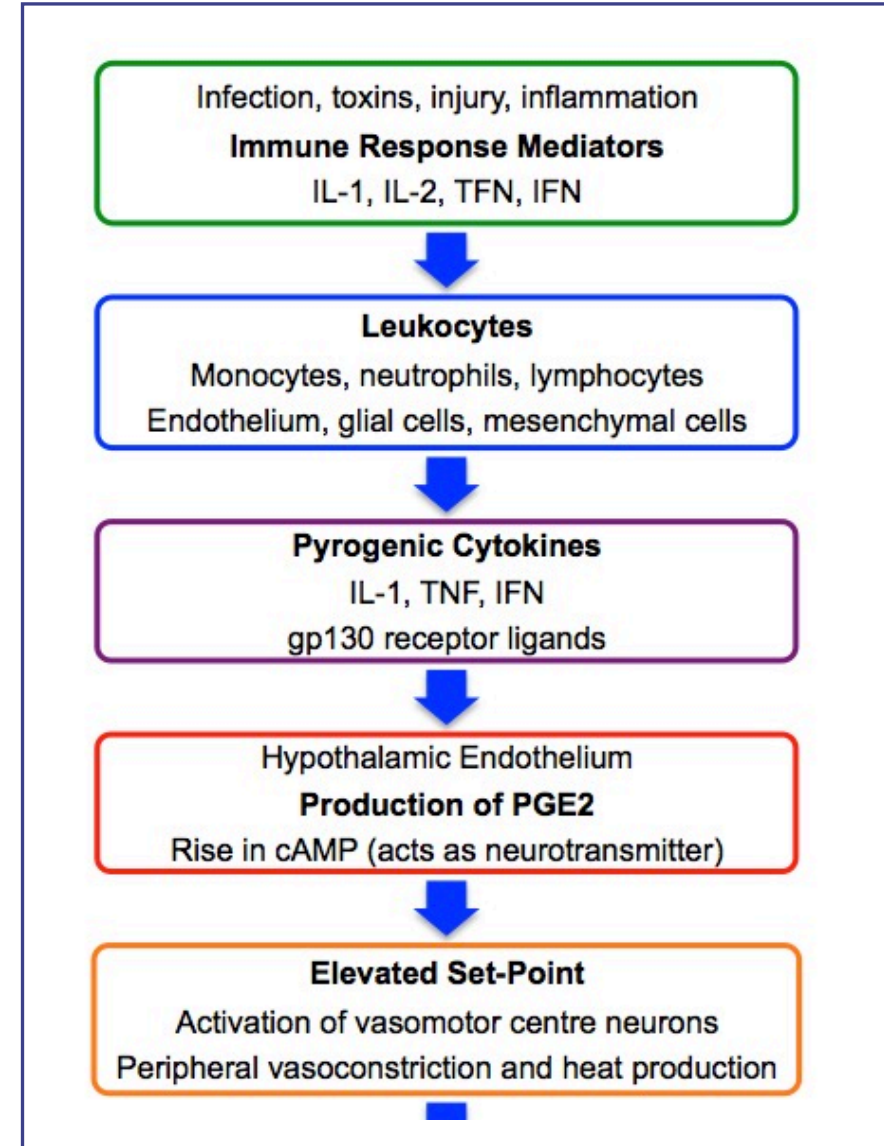 Infection, toxins, injury, inflammation
Immune Response Mediators
IL-1, IL-2, TFN, IFN
Leukocytes
Monocytes, neutrophils, lymphocytes
Endothelium, glial cells, mesenchymal cells
Pyrogenic Cytokines
IL-1, TNF, IFN
gp130 receptor ligands
Hypothalamic Endothelium
Production of PGE2
Rise in cAMP (acts as neurotransmitter)
Elevated Set-Point
Activation of vasomotor centre neurons
Peripheral vasoconstriction and heat production